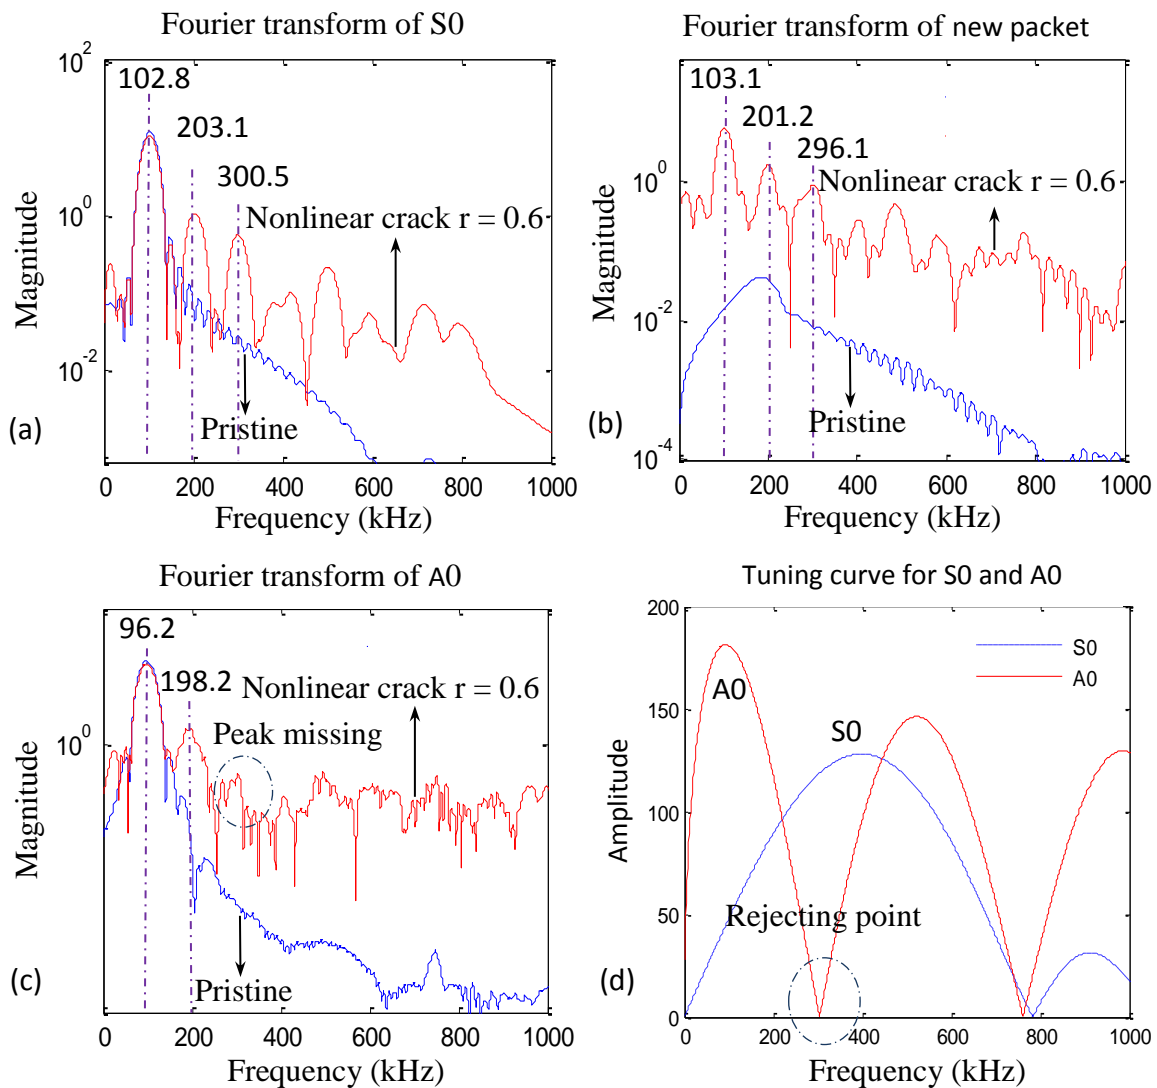 Fourier transform of S0
10^2
102.8
203.1
300.5
10^0
Nonlinear crack r = 0.6
Magnitude
10^-2
Pristine
(a)
0 200 400 600 800 1000
Frequency (kHz)
Fourier transform of new packet
103.1
201.2
296.1
10^0
Nonlinear crack r = 0.6
Magnitude
10^-2
Pristine
(b)
10^-4
0 200 400 600 800 1000
Frequency (kHz)
Fourier transform of A0
96.2
198.2
Nonlinear crack r = 0.6
Peak missing
10^0
Magnitude
Pristine
(c)
0 200 400 600 800 1000
Frequency (kHz)
Tuning curve for S0 and A0
200
S0
A0
A0
150
S0
Amplitude
100
50
Rejecting point
(d)
0
0 200 400 600 800 1000
Frequency (kHz)